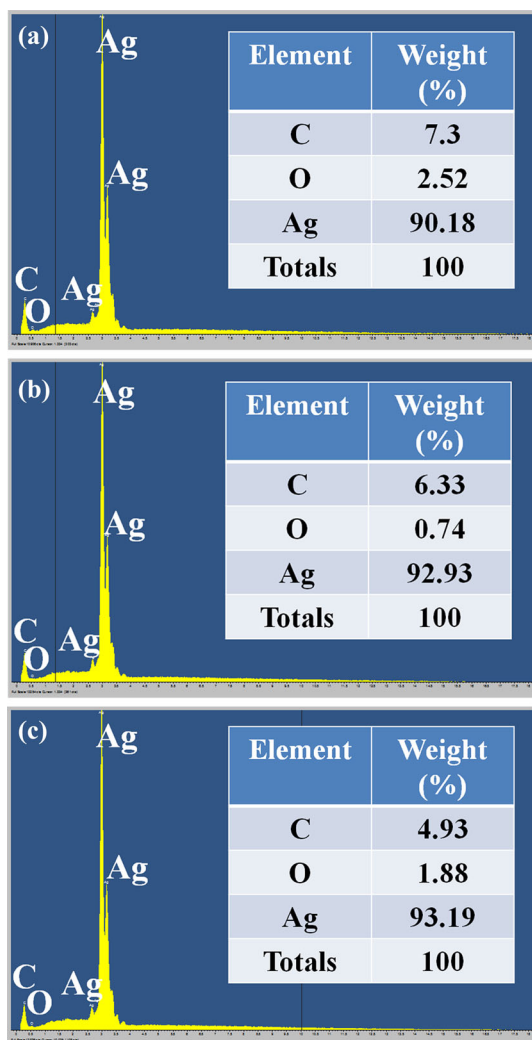 (a)
Ag
Ag
C
O
Ag
Element Weight (%)
C 7.3
O 2.52
Ag 90.18
Totals 100
(b)
Ag
Ag
C
O
Ag
Element Weight (%)
C 6.33
O 0.74
Ag 92.93
Totals 100
(c)
Ag
Ag
C
O
Ag
Element Weight (%)
C 4.93
O 1.88
Ag 93.19
Totals 100